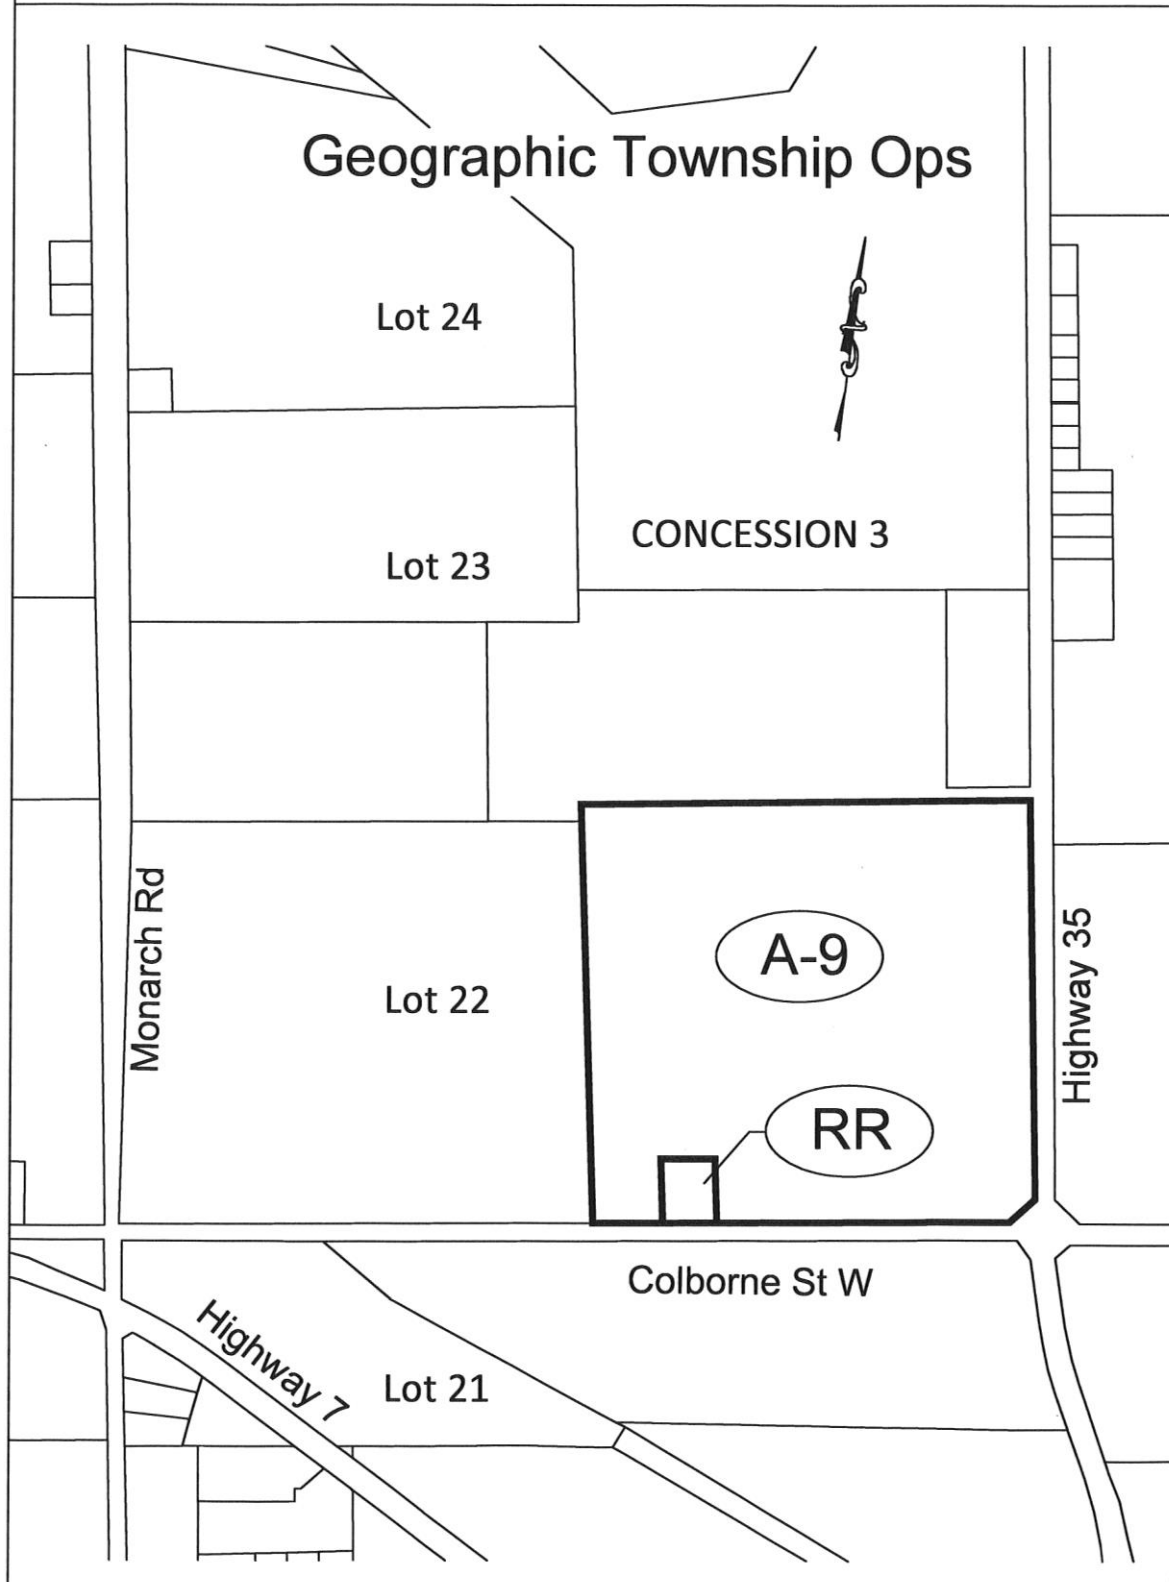 Geographic Township Ops
Lot 24
CONCESSION 3
Lot 23
Monarch Rd
A-9
Highway 35
Lot 22
RR
Colborne St W
Highway 7
Lot 21